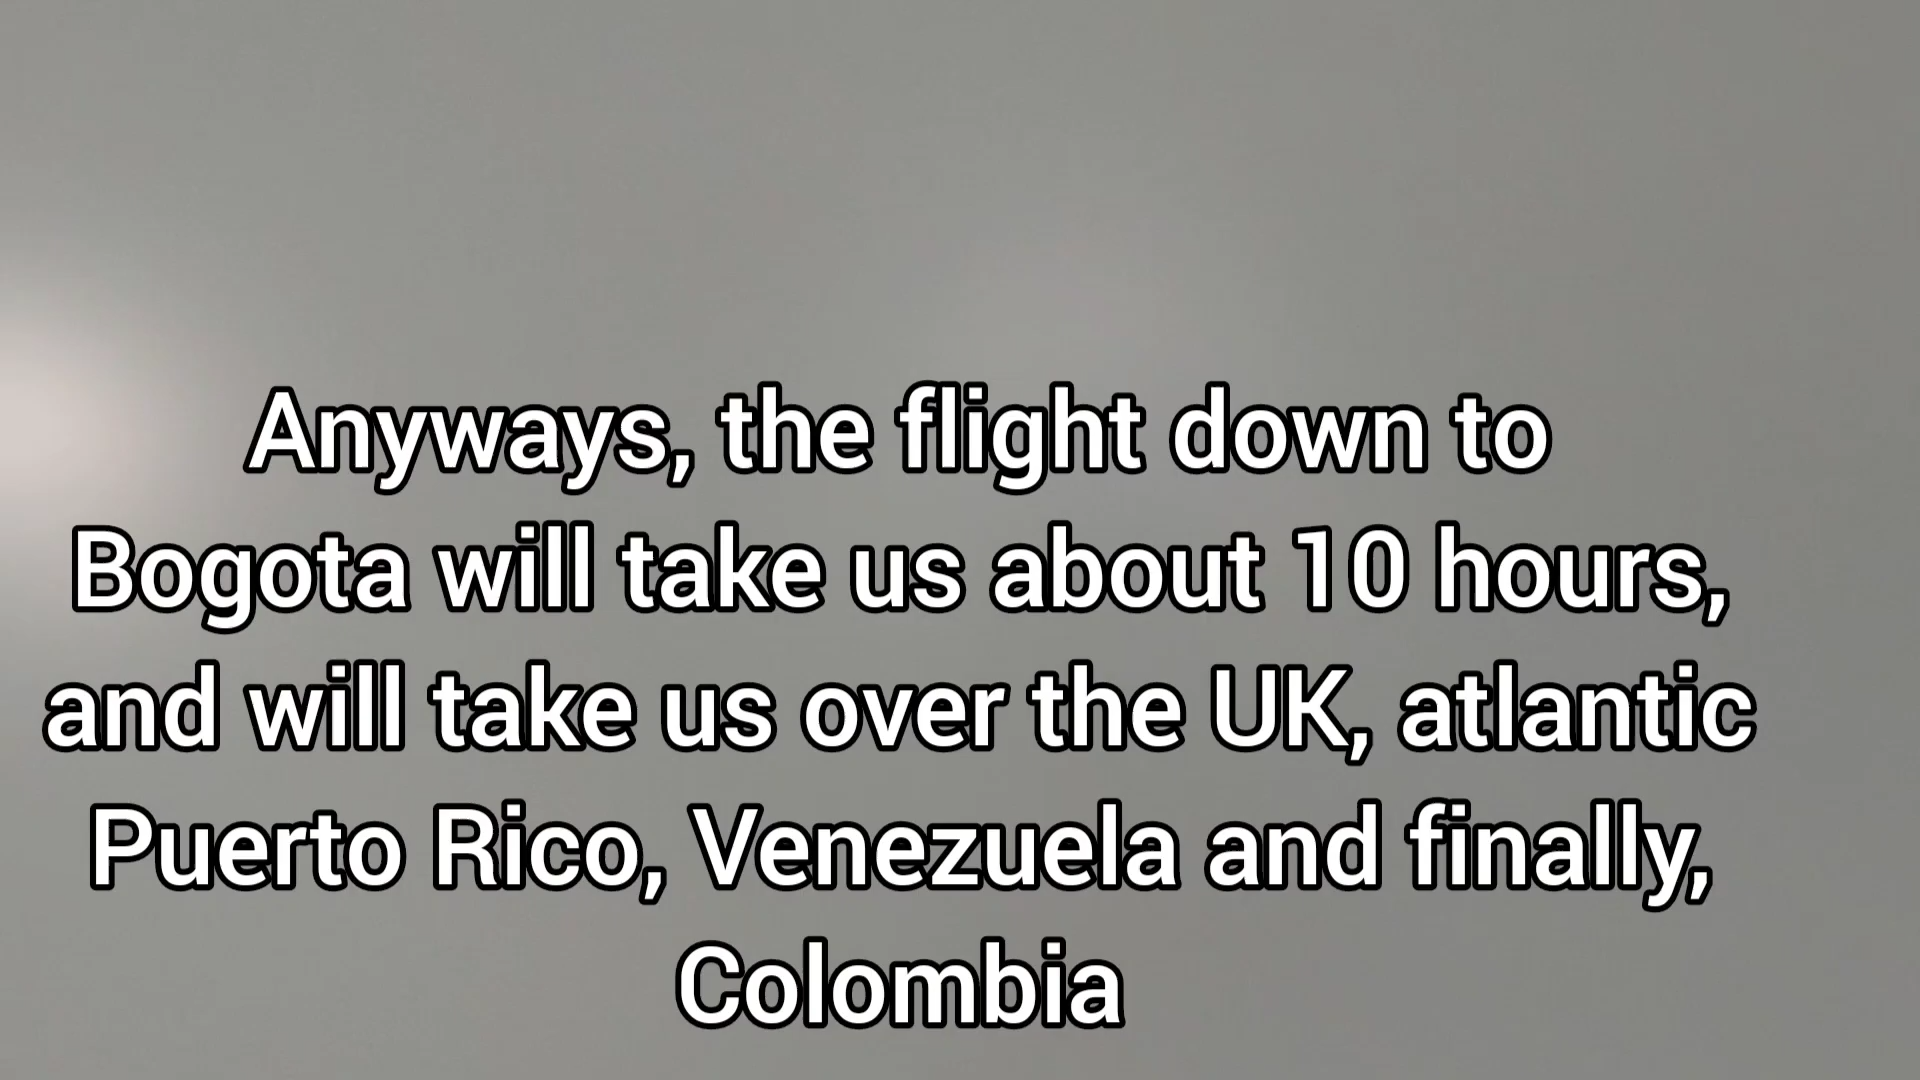 Anyways, the flight down to
Bogota will take us about 10 hours,
and will take us over the UK, atlantic
Puerto Rico, Venezuela and finally,
Colombia